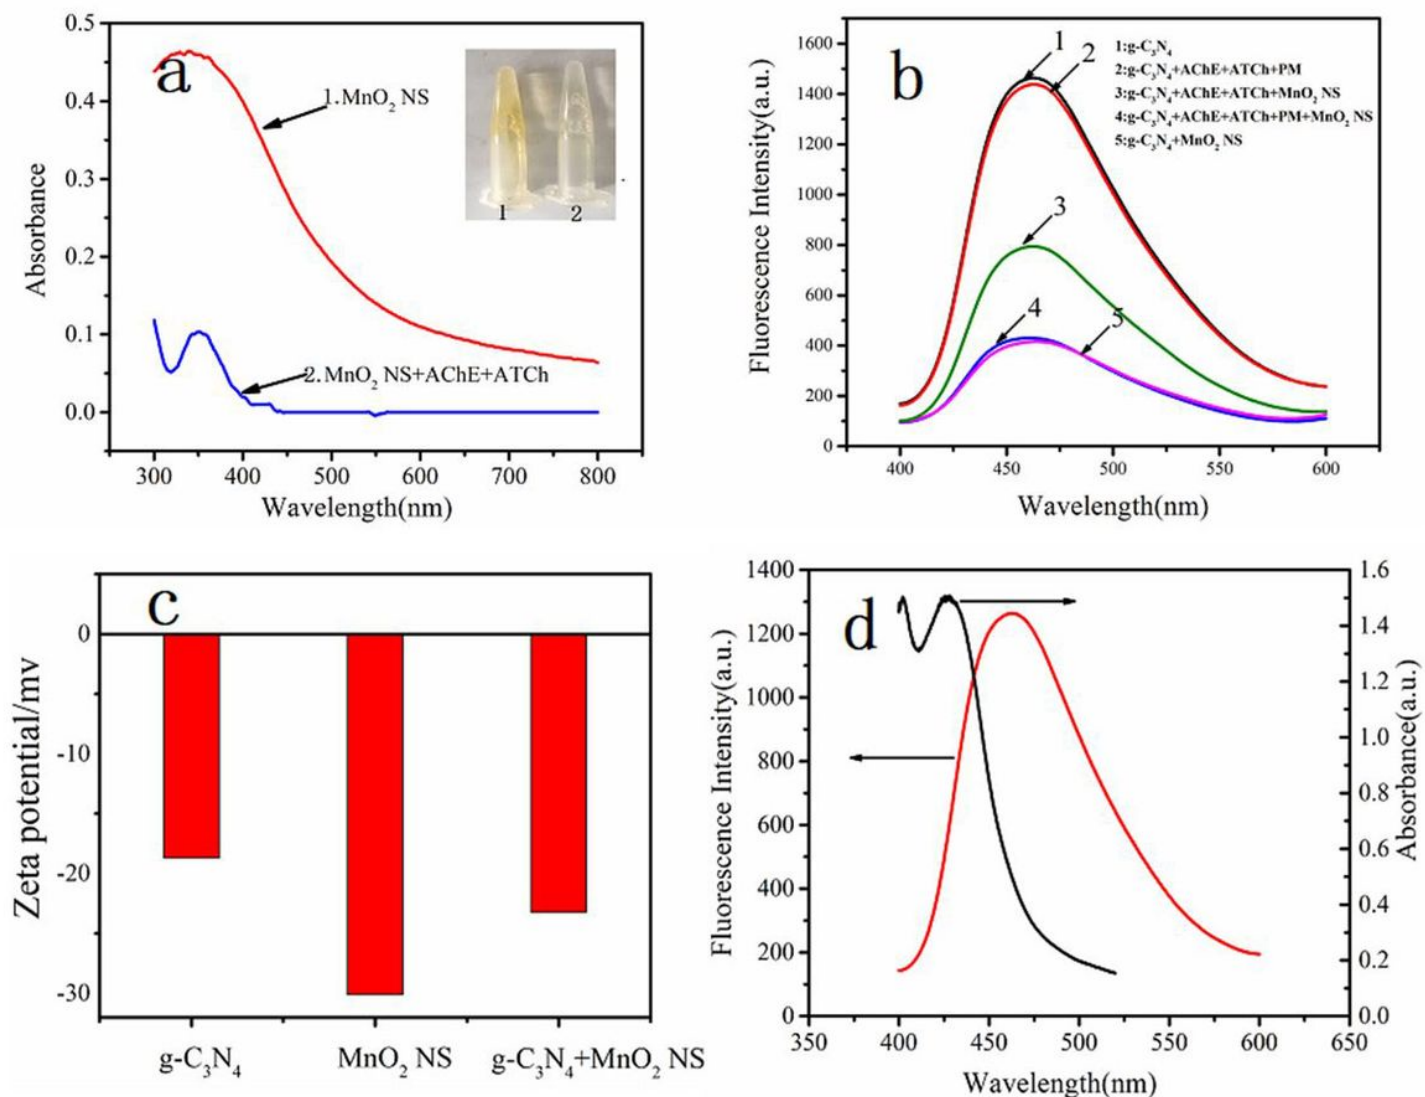 a
0.5
0.4
0.3
0.2
0.1
0.0
Absorbance
1.MnO₂ NS
2.MnO₂ NS+AChE+ATCh
1 2
300 400 500 600 700 800
Wavelength(nm)
b
1600
1400
1200
1000
800
600
400
200
0
Fluorescence Intensity(a.u.)
1
2
3
4
5
1:g-C₃N₄
2:g-C₃N₄+AChE+ATCh+PM
3:g-C₃N₄+AChE+ATCh+MnO₂ NS
4:g-C₃N₄+AChE+ATCh+PM+MnO₂ NS
5:g-C₃N₄+MnO₂ NS
400 450 500 550 600
Wavelength(nm)
c
0
-10
-20
-30
Zeta potential/mv
g-C₃N₄ MnO₂ NS g-C₃N₄+MnO₂ NS
d
1400
1200
1000
800
600
400
200
0
Fluorescence Intensity(a.u.)
1.6
1.4
1.2
1.0
0.8
0.6
0.4
0.2
0.0
Absorbance(a.u.)
350 400 450 500 550 600 650
Wavelength(nm)